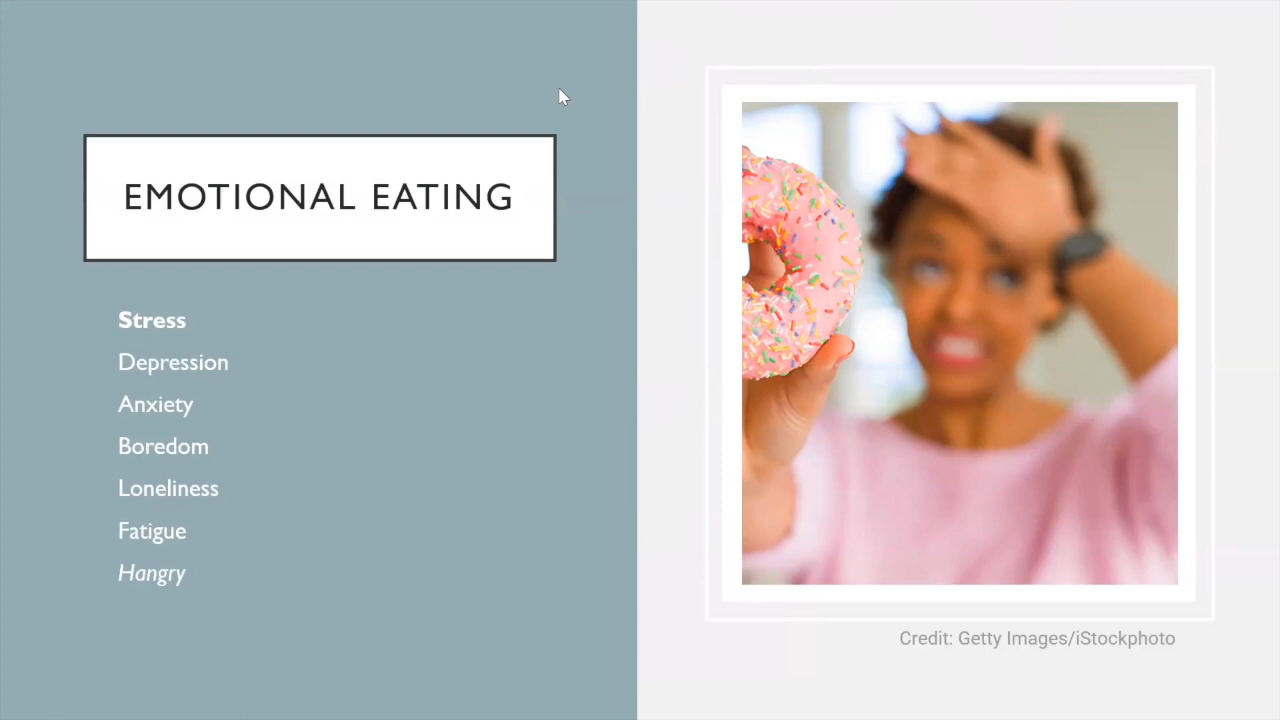 EMOTIONAL EATING
Stress
Depression
Anxiety
Boredom
Loneliness
Fatigue
Hangry
Credit: Getty Images/iStockphoto